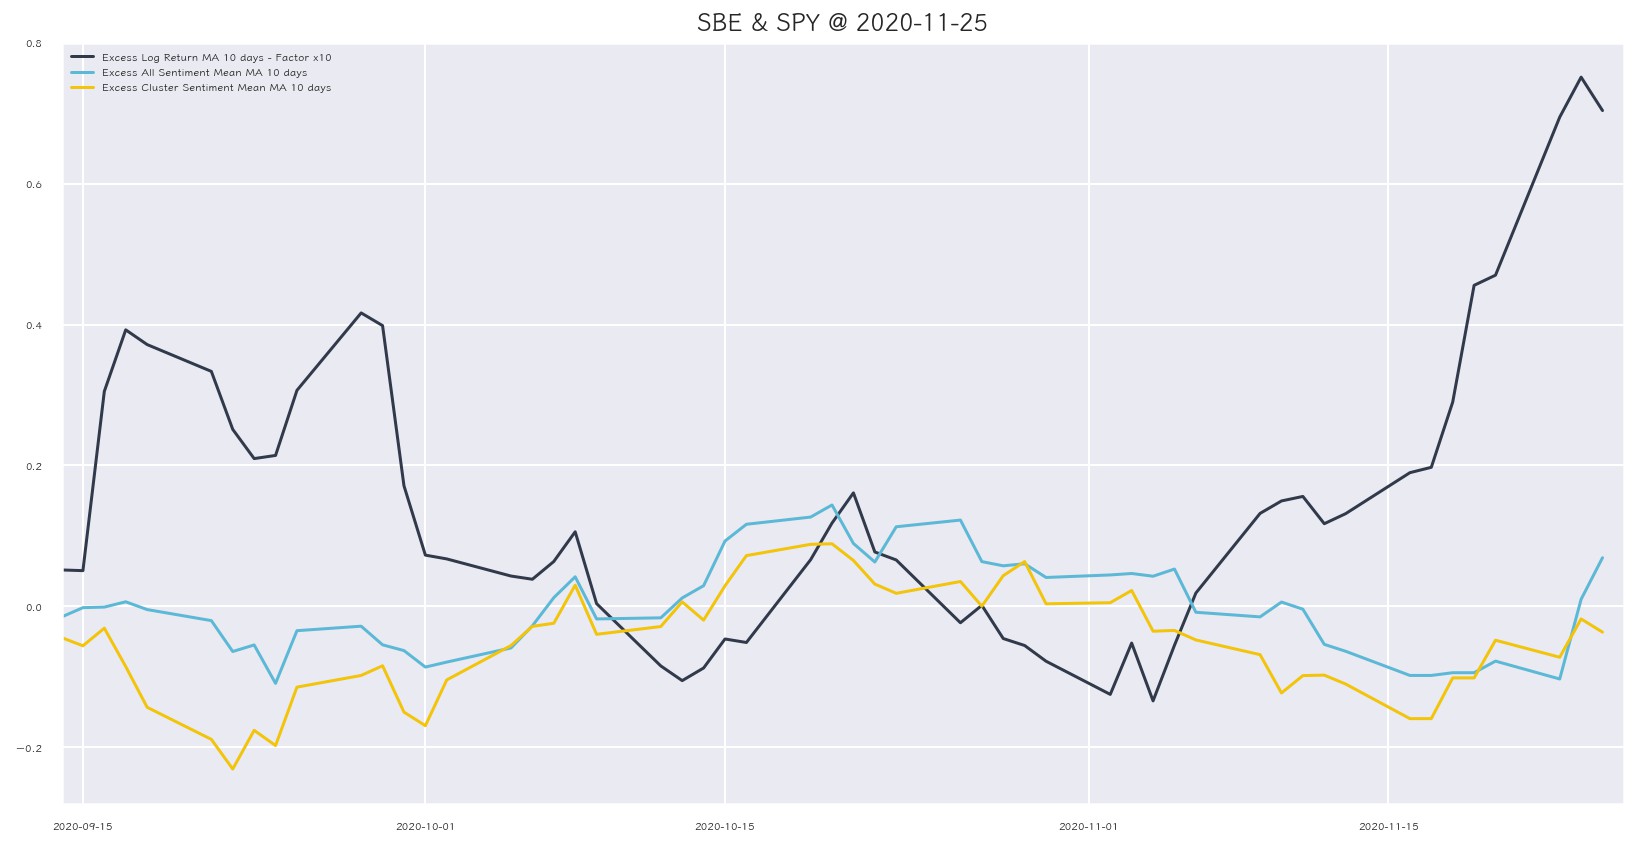 SBE & SPY @ 2020-11-25
0.8
Excess Log Return MA 10 days - Factor x10
Excess All Sentiment Mean MA 10 days
Excess Cluster Sentiment Mean MA 10 days
0.6
0.4
0.2
0.0
−0.2
2020-09-15 2020-10-01 2020-10-15 2020-11-01 2020-11-15